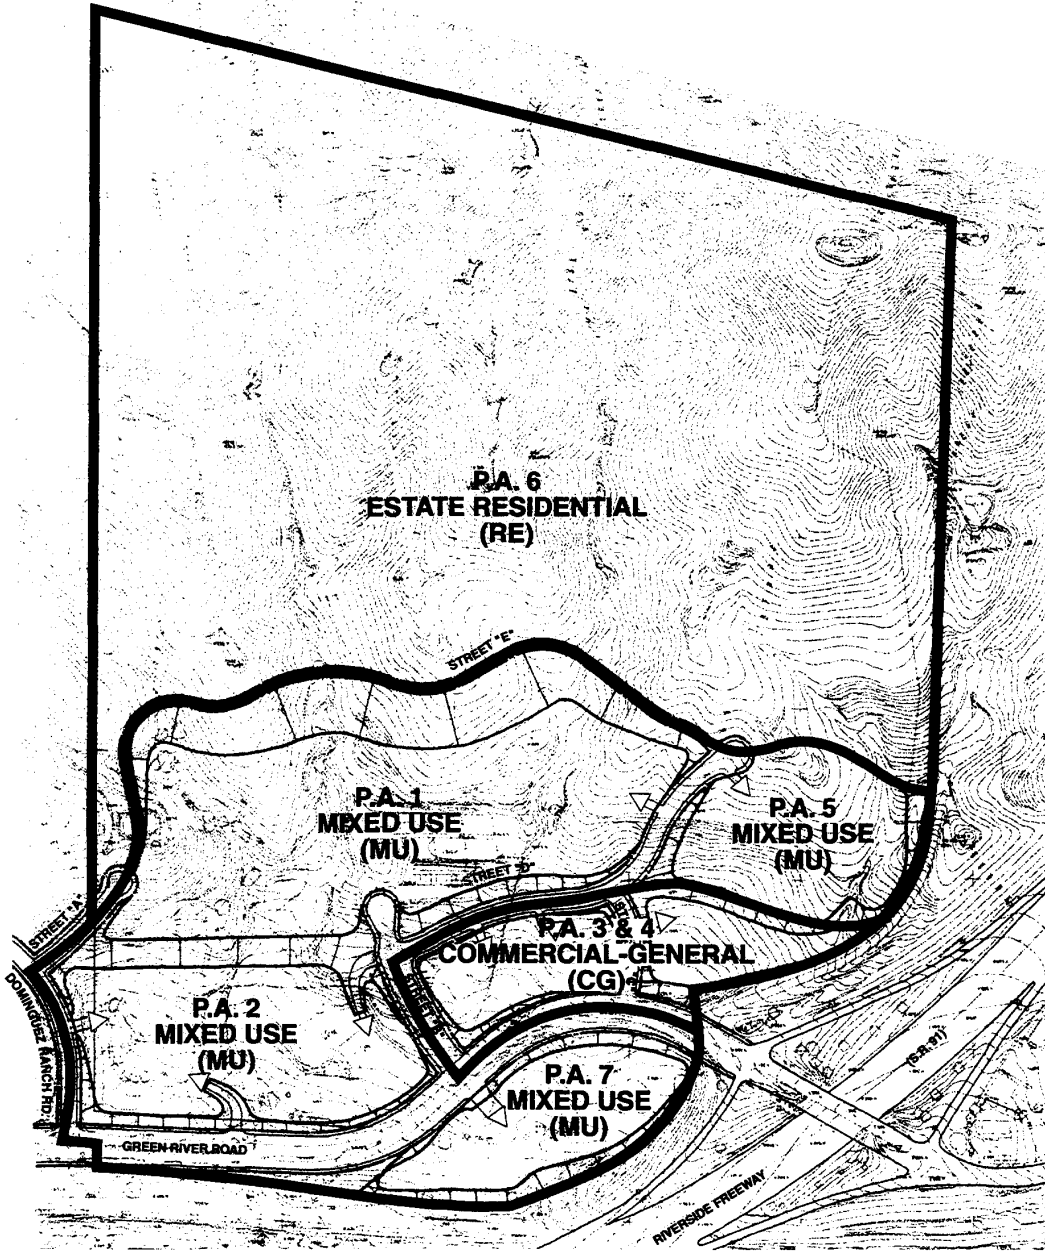 P.A. 6
ESTATE RESIDENTIAL
(RE)
STREET "E"
P.A. 1
MIXED USE
(MU)
P.A. 5
MIXED USE
(MU)
STREET "D"
STREET "A"
P.A. 3 & 4
COMMERCIAL-GENERAL
(CG)
DOMINGUEZ RANCH RD.
P.A. 2
MIXED USE
(MU)
(S.R. 91)
P.A. 7
MIXED USE
(MU)
GREEN RIVER ROAD
RIVERSIDE FREEWAY